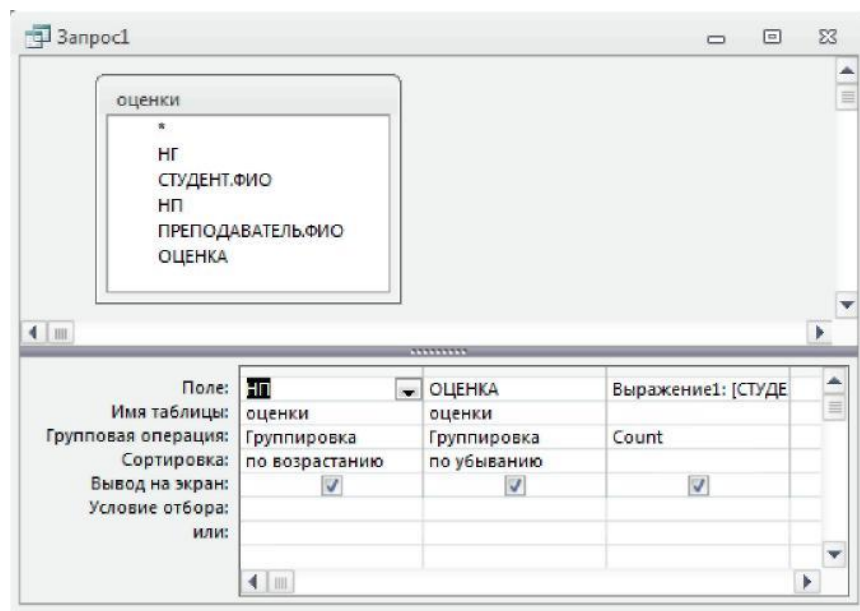 Запрос1
оценки
*
НГ
СТУДЕНТ.ФИО
НП
ПРЕПОДАВАТЕЛЬ.ФИО
ОЦЕНКА
Поле: НП ОЦЕНКА Выражение1: [СТУДЕ
Имя таблицы: оценки оценки
Групповая операция: Группировка Группировка Count
Сортировка: по возрастанию по убыванию
Вывод на экран:
Условие отбора:
или: